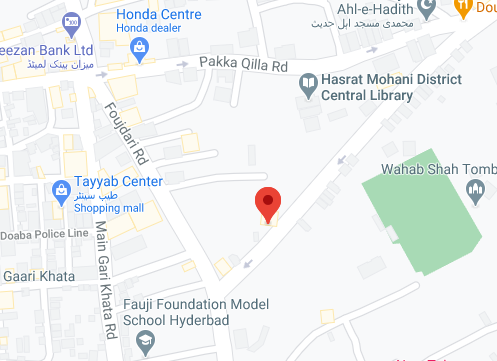 Honda Centre
Honda dealer
Ahl-e-Hadith
محمدی مسجد اہل حدیث
Dou
eezan Bank Ltd
میزان بینک لمیٹڈ
Pakka Qilla Rd
Hasrat Mohani District
Central Library
Foujdari Rd
Wahab Shah Tomb
Tayyab Center
طیب سینٹر
Shopping mall
Doaba Police Line
Main Gari Khata Rd
Gaari Khata
Fauji Foundation Model
School Hyderbad